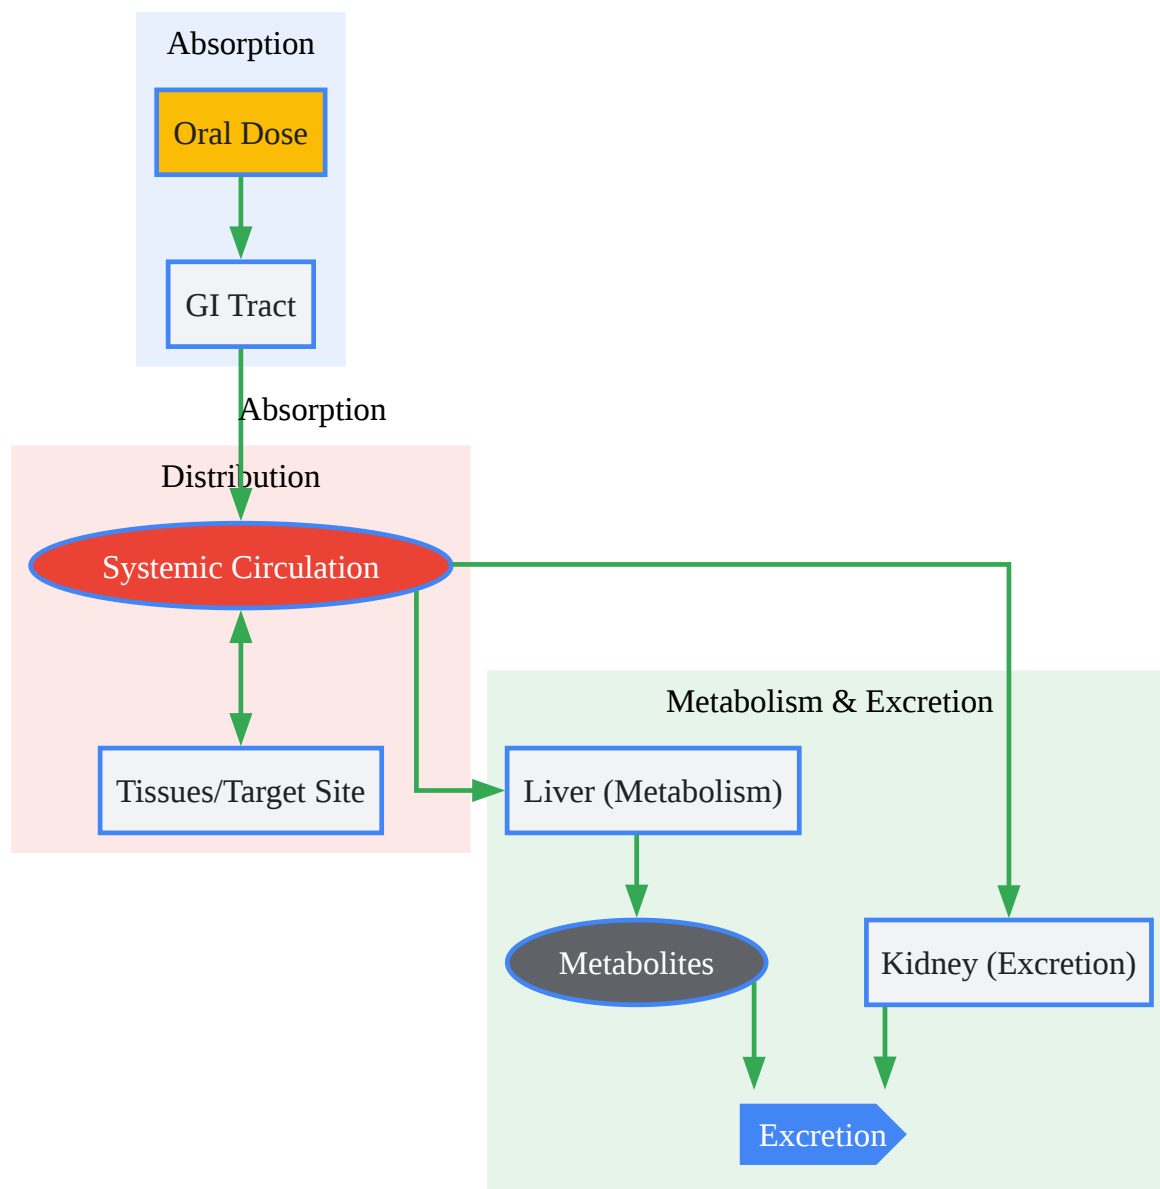 Absorption
Oral Dose
GI Tract
Absorption
Distribution
Systemic Circulation
Metabolism & Excretion
Tissues/Target Site
Liver (Metabolism)
Metabolites
Kidney (Excretion)
Excretion